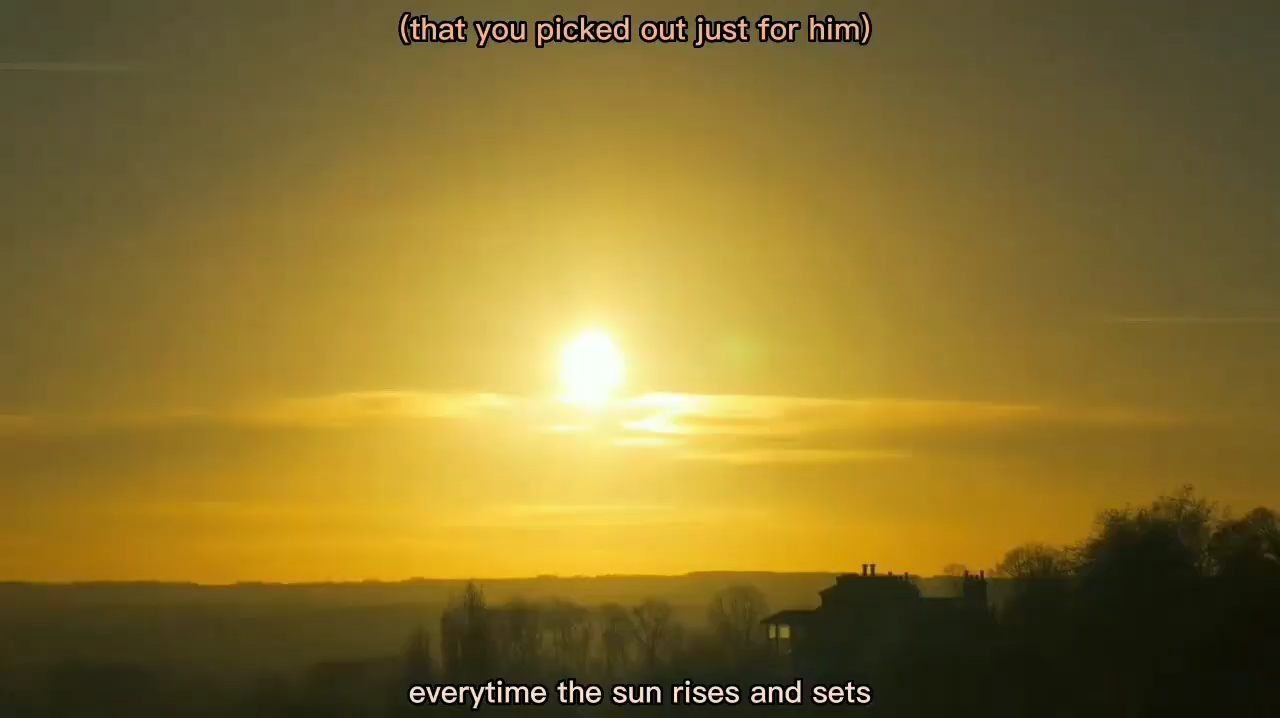 (that you picked out just for him)
everytime the sun rises and sets